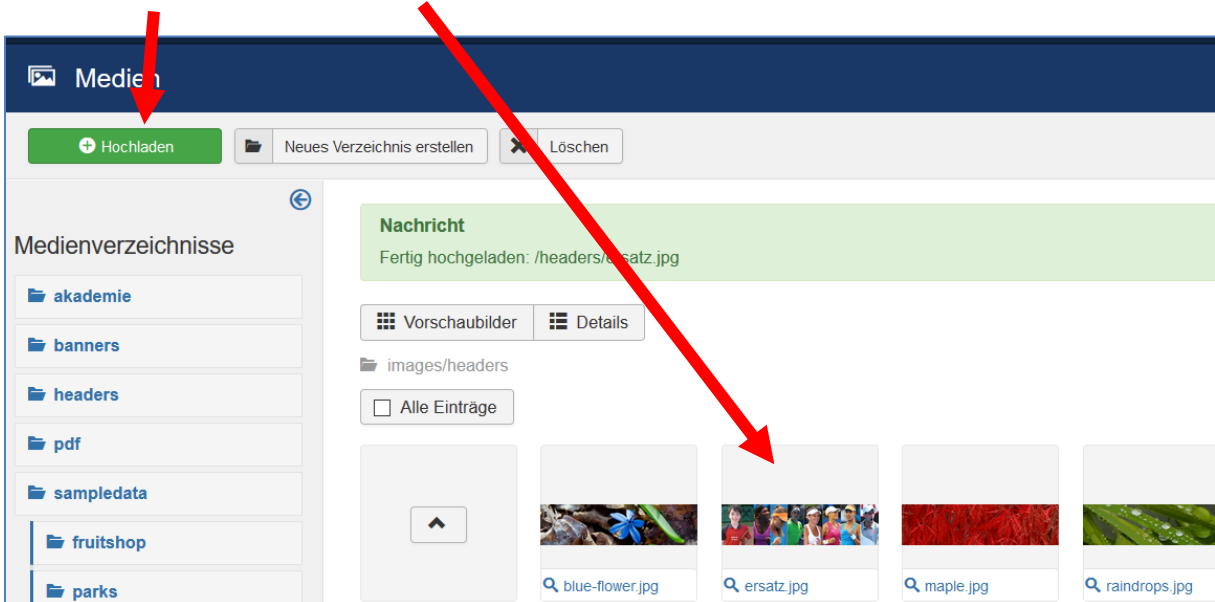 Medien
Hochladen
Neues Verzeichnis erstellen
Löschen
Medienverzeichnisse
akademie
banners
headers
pdf
sampledata
fruitshop
parks
Nachricht
Fertig hochgeladen: /headers/ersatz.jpg
Vorschaubilder
Details
images/headers
Alle Einträge
blue-flower.jpg
ersatz.jpg
maple.jpg
raindrops.jpg